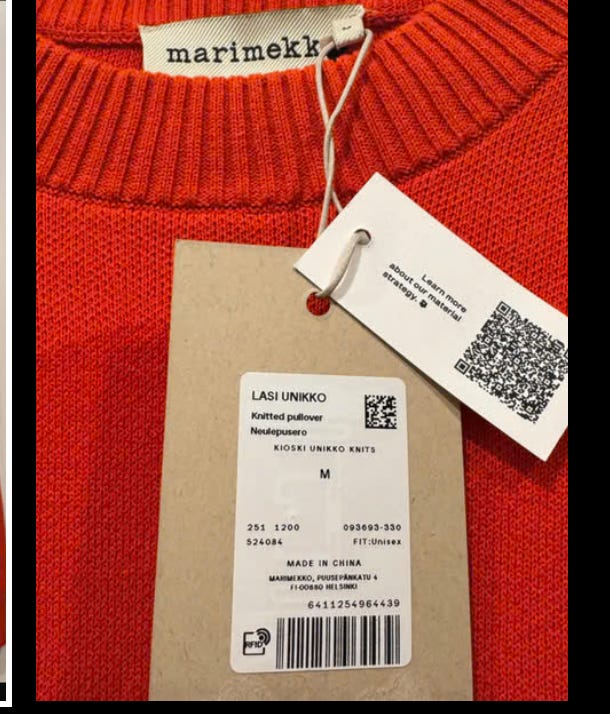 marimekk
Learn more
about our material
strategy.
LASI UNIKKO
Knitted pullover
Neulepusero
KIOSKI UNIKKO KNITS
M
251 1200 093693-330
524084 FIT:Unisex
MADE IN CHINA
MARIMEKKO, PUUSEPÄNKATU 4
FI-00880 HELSINKI
6411254964439
RFID